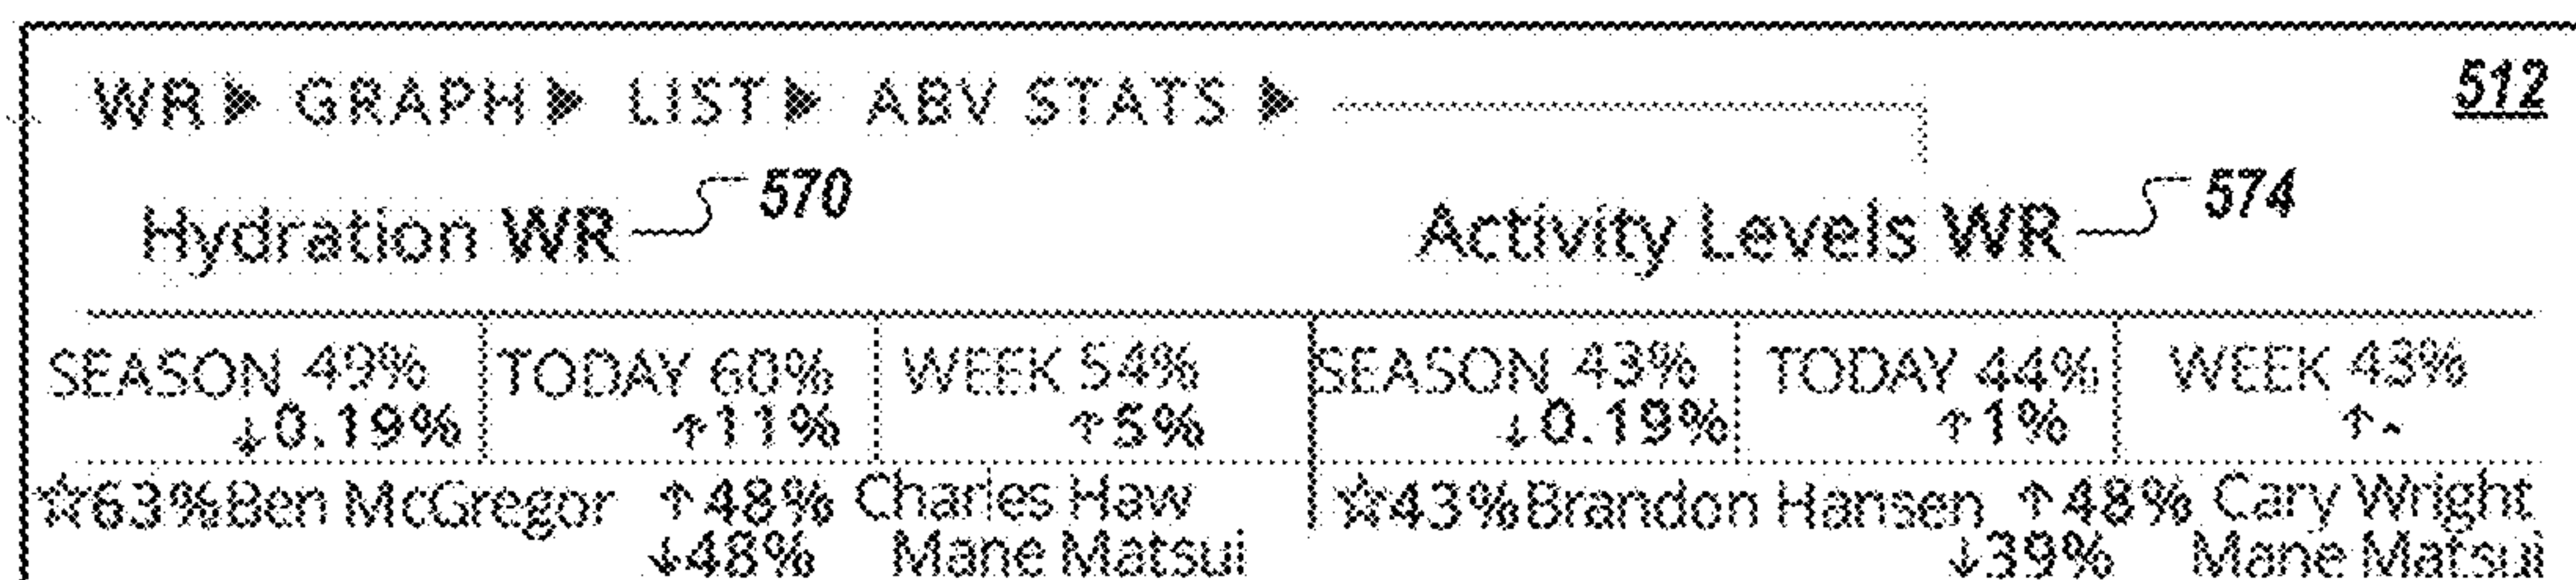 WR▶ GRAPH▶ LIST▶ ABV STATS ▶ 512
Hydration WR 570 Activity Levels WR 574
SEASON 49% TODAY 60% WEEK 54% SEASON 43% TODAY 44% WEEK 43%
↓0.19% ↑11% ↑5% ↓0.19% ↑1% ↑-
☆63%Ben McGregor ↑48% Charles Haw ☆43%Brandon Hansen ↑48% Cary Wright
↓48% Mane Matsui ↓39% Mane Matsui